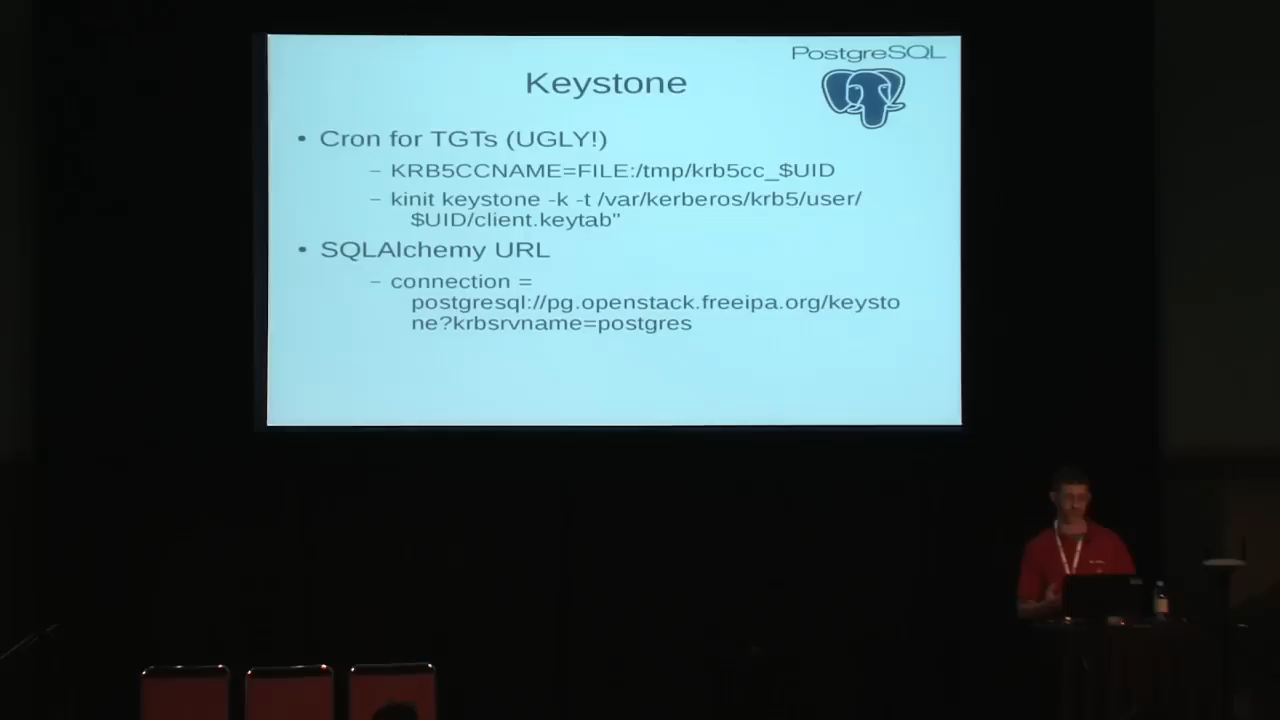 PostgreSQL
Keystone
• Cron for TGTs (UGLY!)
– KRB5CCNAME=FILE:/tmp/krb5cc_$UID
– kinit keystone -k -t /var/kerberos/krb5/user/
$UID/client.keytab"
• SQLAlchemy URL
– connection =
postgresql://pg.openstack.freeipa.org/keysto
ne?krbsrvname=postgres